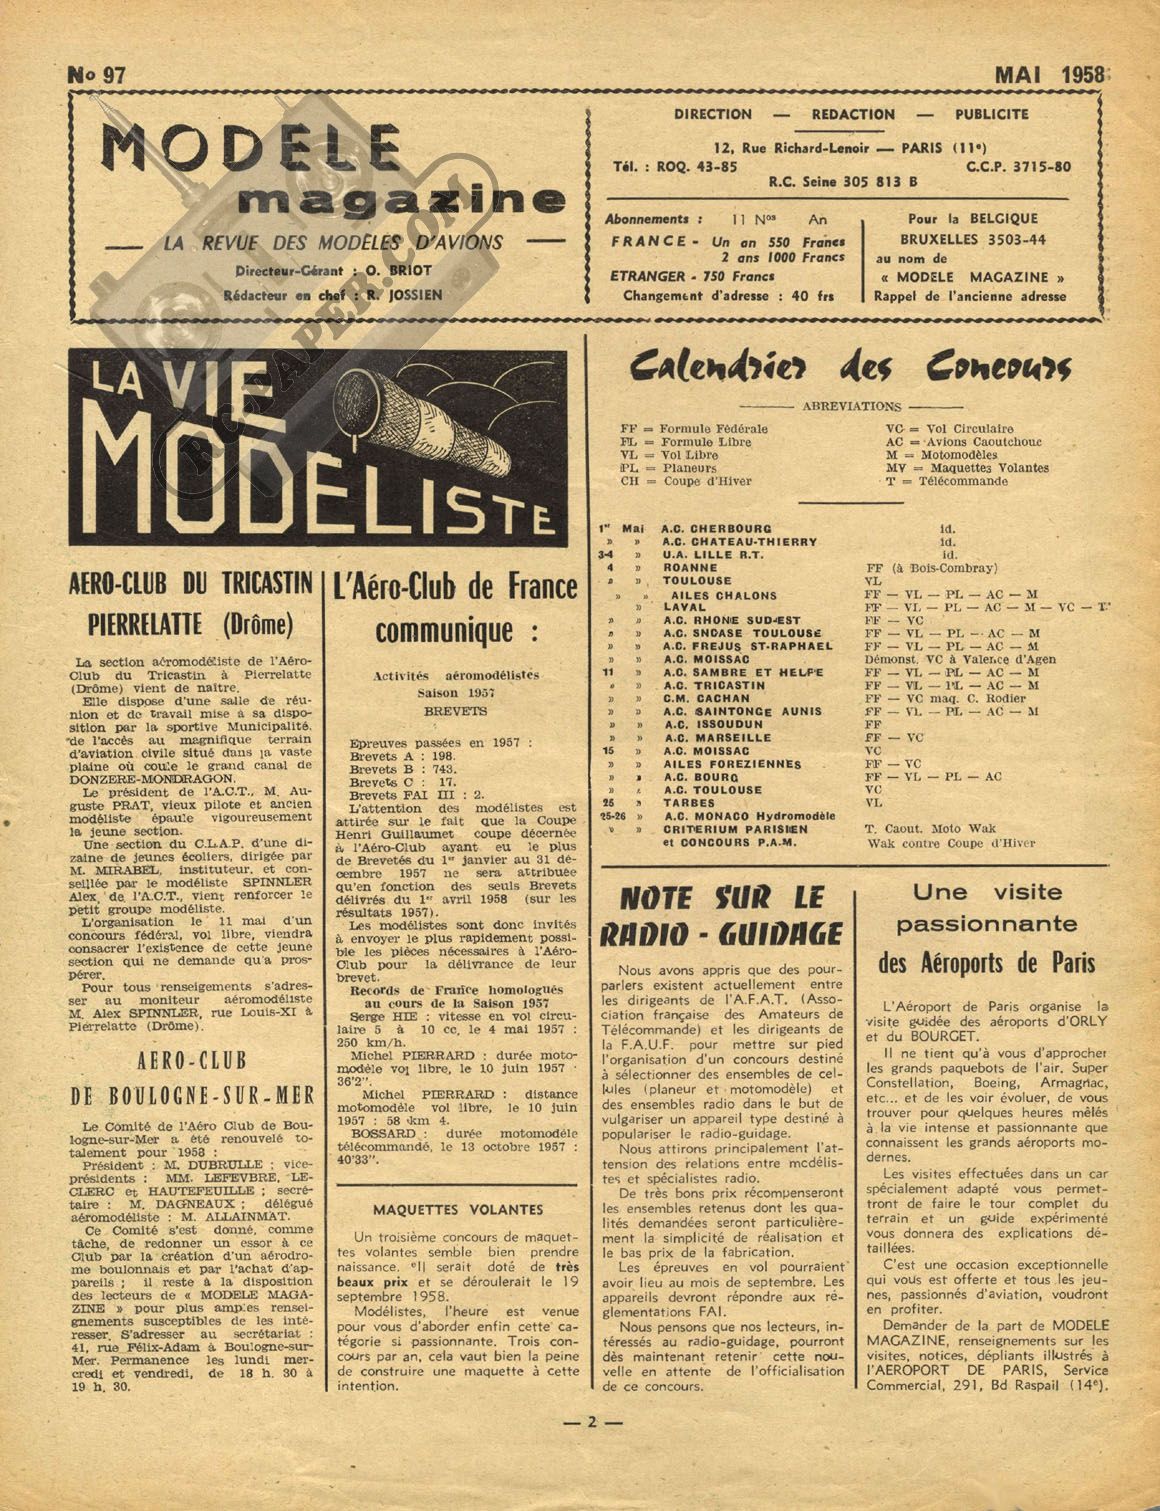 No 97
MAI 1958
MODELE
magazine
— LA REVUE DES MODÈLES D'AVIONS —
Directeur-Gérant : O. BRIOT
Rédacteur en chef : R. JOSSIEN
DIRECTION — REDACTION — PUBLICITE
12, Rue Richard-Lenoir — PARIS (11e)
Tél. : ROQ. 43-85 C.C.P. 3715-80
R.C. Seine 305 813 B
Abonnements : 11 Nos An
FRANCE - Un an 550 Francs
2 ans 1000 Francs
ETRANGER - 750 Francs
Changement d'adresse : 40 frs
Pour la BELGIQUE
BRUXELLES 3503-44
au nom de
« MODELE MAGAZINE »
Rappel de l'ancienne adresse
RCPAPER.COM
LA VIE
MODELISTE
AERO-CLUB DU TRICASTIN
PIERRELATTE (Drôme)
La section aéromodéliste de l'Aéro-
Club du Tricastin à Pierrelatte
(Drôme) vient de naître.
Elle dispose d'une salle de réu-
nion et de travail mise à sa dispo-
sition par la sportive Municipalité,
de l'accès au magnifique terrain
d'aviation civile situé dans la vaste
plaine où coule le grand canal de
DONZERE-MONDRAGON.
Le président de l'A.C.T., M. Au-
guste PRAT, vieux pilote et ancien
modéliste épaule vigoureusement
la jeune section.
Une section du C.L.A.P. d'une di-
zaine de jeunes écoliers, dirigée par
M. MIRABEL, instituteur, et con-
seillée par le modéliste SPINNLER
Alex, de l'A.C.T., vient renforcer le
petit groupe modéliste.
L'organisation le 11 mai d'un
concours fédéral, vol libre, viendra
consacrer l'existence de cette jeune
section qui ne demande qu'a pros-
pérer.
Pour tous renseigements s'adres-
ser au moniteur aéromodéliste
M. Alex SPINNLER, rue Louis-XI à
Pierrelatte (Drôme).
AERO-CLUB
DE BOULOGNE-SUR-MER
Le Comité de l'Aéro Club de Bou-
logne-sur-Mer a été renouvelé to-
talement pour 1958 :
Président : M. DUBRULLE ; vice-
présidents : MM. LEFEVBRE, LE-
CLERC et HAUTEFEUILLE ; secré-
taire : M. DAGNEAUX ; délégué
aéromodéliste : M. ALLAINMAT.
Ce Comité s'est donné, comme
tâche, de redonner un essor à ce
Club par la création d'un aérodro-
me boulonnais et par l'achat d'ap-
pareils ; il reste à la disposition
des lecteurs de « MODELE MAGA-
ZINE » pour plus amples rensei-
gnements susceptibles de les inté-
resser. S'adresser au secrétariat :
41, rue Félix-Adam à Boulogne-sur-
Mer. Permanence les lundi mer-
credi et vendredi, de 18 h. 30 à
19 h. 30.
L'Aéro-Club de France
communique :
Activités aéromodélistes
Saison 1957
BREVETS
Epreuves passées en 1957 :
Brevets A : 198.
Brevets B : 743.
Brevets C : 17.
Brevets FAI III : 2.
L'attention des modélistes est
attirée sur le fait que la Coupe
Henri Guillaumet coupe décernée
à l'Aéro-Club ayant eu le plus
de Brevetés du 1er janvier au 31 dé-
cembre 1957 ne sera attribuée
qu'en fonction des seuls Brevets
délivrés du 1er avril 1958 (sur les
résultats 1957).
Les modélistes sont donc invités
à envoyer le plus rapidement possi-
ble les pièces nécessaires à l'Aéro-
Club pour la délivrance de leur
brevet.
Records de France homologués
au cours de la Saison 1957
Serge HIE : vitesse en vol circu-
laire 5 à 10 cc, le 4 mai 1957 :
250 km/h.
Michel PIERRARD : durée moto-
modèle vol libre, le 10 juin 1957 :
36'2".
Michel PIERRARD : distance
motomodèle vol libre, le 10 juin
1957 : 58 km 4.
BOSSARD : durée motomodèle
télécommandé, le 13 octobre 1957 :
40'33".
MAQUETTES VOLANTES
Un troisième concours de maquet-
tes volantes semble bien prendre
naissance. Il serait doté de très
beaux prix et se déroulerait le 19
septembre 1958.
Modélistes, l'heure est venue
pour vous d'aborder enfin cette ca-
tégorie si passionnante. Trois con-
cours par an, cela vaut bien la peine
de construire une maquette à cette
intention.
Calendrier des Concours
ABREVIATIONS
FF = Formule Fédérale VC = Vol Circulaire
FL = Formule Libre AC = Avions Caoutchouc
VL = Vol Libre M = Motomodèles
PL = Planeurs MV = Maquettes Volantes
CH = Coupe d'Hiver T = Télécommande
1er Mai A.C. CHERBOURG id.
» » A.C. CHATEAU-THIERRY id.
3-4 » U.A. LILLE R.T. id.
4 » ROANNE FF (à Bois-Combray)
» » TOULOUSE VL
» » AILES CHALONS FF — VL — PL — AC — M
» LAVAL FF — VL — PL — AC — M — VC — T
» » A.C. RHONE SUD-EST FF — VC
» » A.C. SNCASE TOULOUSE FF — VL — PL — AC — M
» » A.C. FREJUS ST-RAPHAEL FF — VL — PL — AC — M
» » A.C. MOISSAC Démonst. VC à Valence d'Agen
11 » A.C. SAMBRE ET HELPE FF — VL — PL — AC — M
» » A.C. TRICASTIN FF — VL — PL — AC — M
» » C.M. CACHAN FF — VC maq. C. Rodier
» » A.C. SAINTONGE AUNIS FF — VL — PL — AC — M
» » A.C. ISSOUDUN FF
» » A.C. MARSEILLE FF — VC
15 » A.C. MOISSAC VC
» » AILES FOREZIENNES FF — VC
» » A.C. BOURG FF — VL — PL — AC
» » A.C. TOULOUSE VC
25 » TARBES VL
25-26 » A.C. MONACO Hydromodèle
» » CRITERIUM PARISIEN T. Caout. Moto Wak
et CONCOURS P.A.M. Wak contre Coupe d'Hiver
NOTE SUR LE
RADIO-GUIDAGE
Nous avons appris que des pour-
parlers existent actuellement entre
les dirigeants de l'A.F.A.T. (Asso-
ciation française des Amateurs de
Télécommande) et les dirigeants de
la F.A.U.F. pour mettre sur pied
l'organisation d'un concours destiné
à sélectionner des ensembles de cel-
lules (planeur et motomodèle) et
des ensembles radio dans le but de
vulgariser un appareil type destiné à
populariser le radio-guidage.
Nous attirons principalement l'at-
tension des relations entre modélis-
tes et spécialistes radio.
De très bons prix récompenseront
les ensembles retenus dont les qua-
lités demandées seront particulière-
ment la simplicité de réalisation et
le bas prix de la fabrication.
Les épreuves en vol pourraient
avoir lieu au mois de septembre. Les
appareils devront répondre aux ré-
glementations FAI.
Nous pensons que nos lecteurs, in-
téressés au radio-guidage, pourront
dès maintenant retenir cette nou-
velle en attente de l'officialisation
de ce concours.
Une visite
passionnante
des Aéroports de Paris
L'Aéroport de Paris organise la
visite guidée des aéroports d'ORLY
et du BOURGET.
Il ne tient qu'à vous d'approcher
les grands paquebots de l'air. Super
Constellation, Boeing, Armagnac,
etc... et de les voir évoluer, de vous
trouver pour quelques heures mêlés
à la vie intense et passionnante que
connaissent les grands aéroports mo-
dernes.
Les visites effectuées dans un car
spécialement adapté vous permet-
tront de faire le tour complet du
terrain et un guide expérimenté
vous donnera des explications dé-
taillées.
C'est une occasion exceptionnelle
qui vous est offerte et tous les jeu-
nes, passionnés d'aviation, voudront
en profiter.
Demander de la part de MODELE
MAGAZINE, renseignements sur les
visites, notices, dépliants illustrés à
l'AEROPORT DE PARIS, Service
Commercial, 291, Bd Raspail (14e).
— 2 —